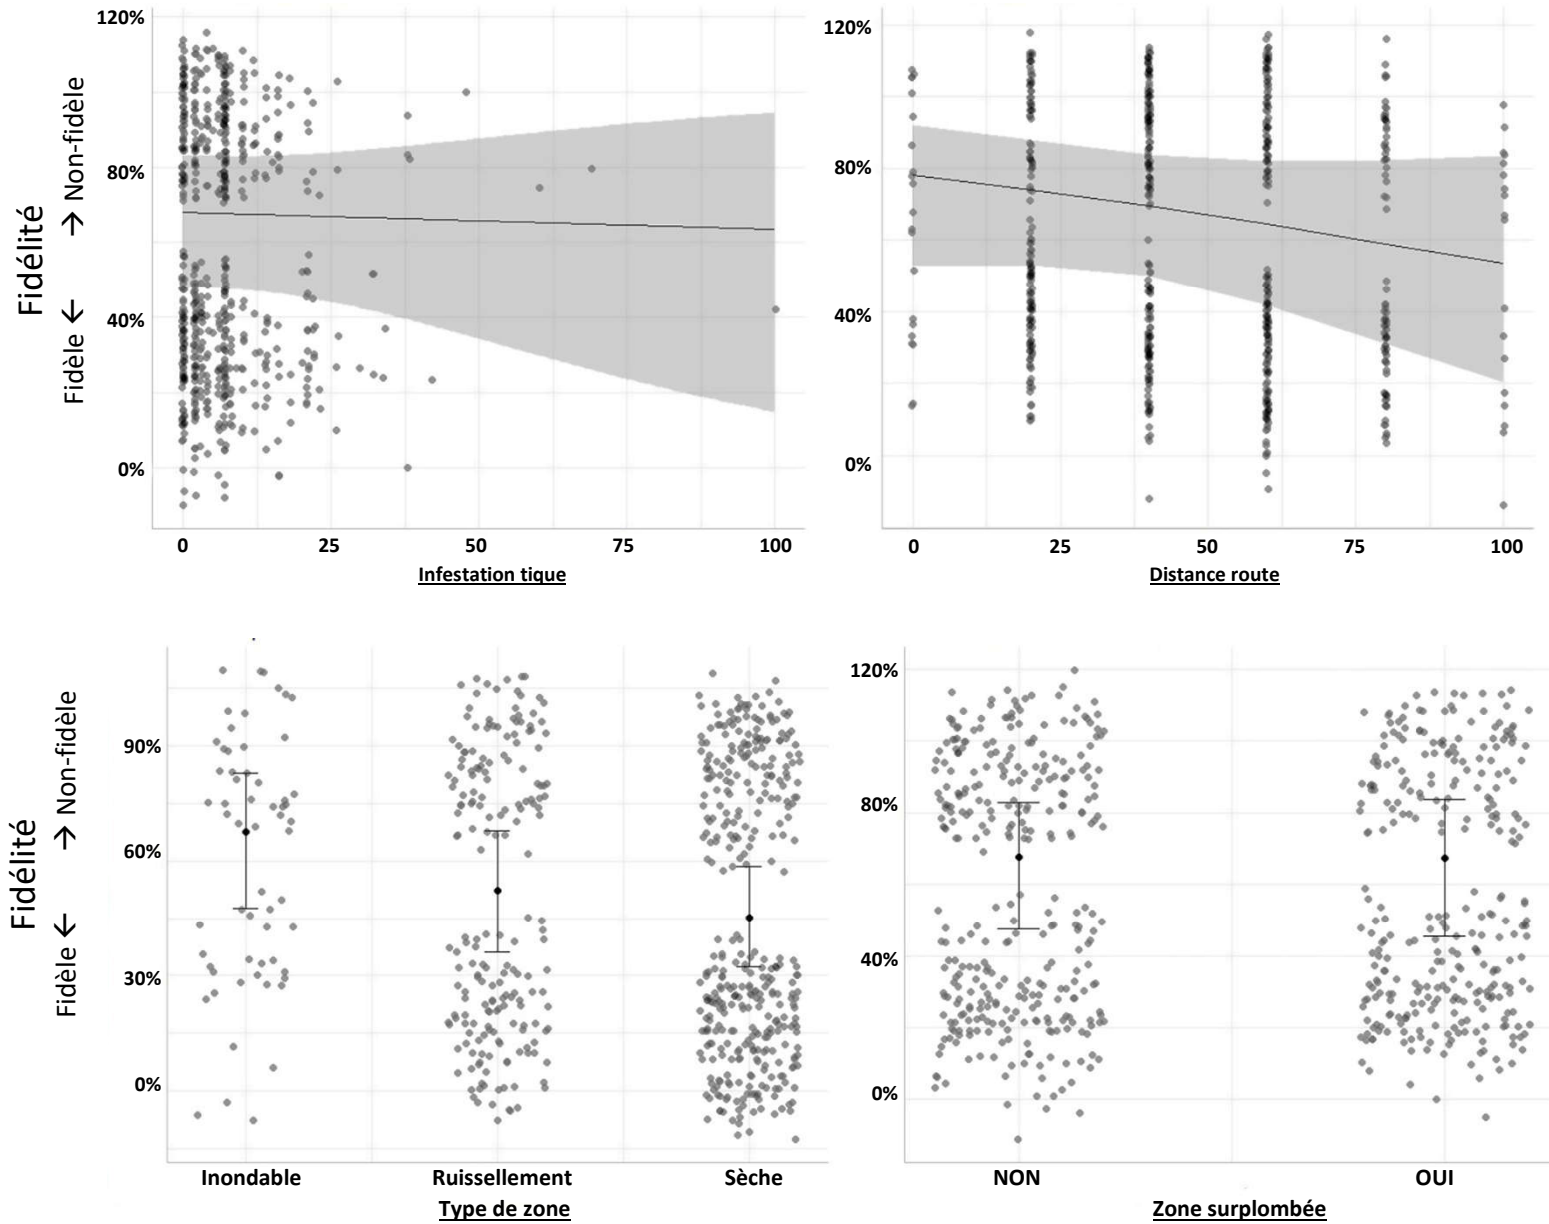 120%
80%
40%
0%
Fidélité
Fidèle ← → Non-fidèle
0 25 50 75 100
Infestation tique
120%
80%
40%
0%
0 25 50 75 100
Distance route
90%
60%
30%
0%
Fidélité
Fidèle ← → Non-fidèle
Inondable Ruissellement Sèche
Type de zone
120%
80%
40%
0%
NON OUI
Zone surplombée